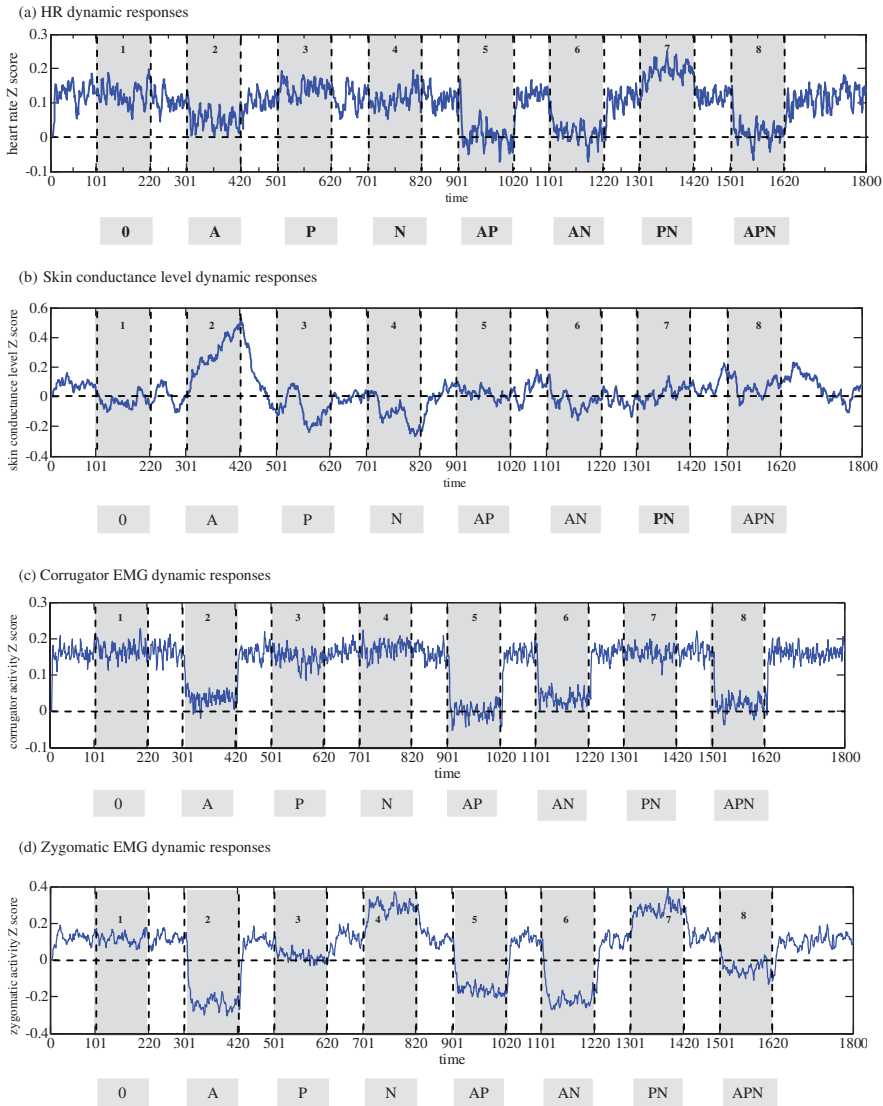 (a) HR dynamic responses
0.3
0.2
0.1
0
-0.1
heart rate Z score
1 2 3 4 5 6 7 8
0 101 220 301 420 501 620 701 820 901 1020 1101 1220 1301 1420 1501 1620 1800
time
0 A P N AP AN PN APN
(b) Skin conductance level dynamic responses
0.6
0.4
0.2
0
-0.2
-0.4
skin conductance level Z score
1 2 3 4 5 6 7 8
0 101 220 301 420 501 620 701 820 901 1020 1101 1220 1301 1420 1501 1620 1800
time
0 A P N AP AN PN APN
(c) Corrugator EMG dynamic responses
0.3
0.2
0.1
0
-0.1
corrugator activity Z score
1 2 3 4 5 6 7 8
0 101 220 301 420 501 620 701 820 901 1020 1101 1220 1301 1420 1501 1620 1800
time
0 A P N AP AN PN APN
(d) Zygomatic EMG dynamic responses
0.4
0.2
0
-0.2
-0.4
zygomatic activity Z score
1 2 3 4 5 6 7 8
0 101 220 301 420 501 620 701 820 901 1020 1101 1220 1301 1420 1501 1620 1800
time
0 A P N AP AN PN APN